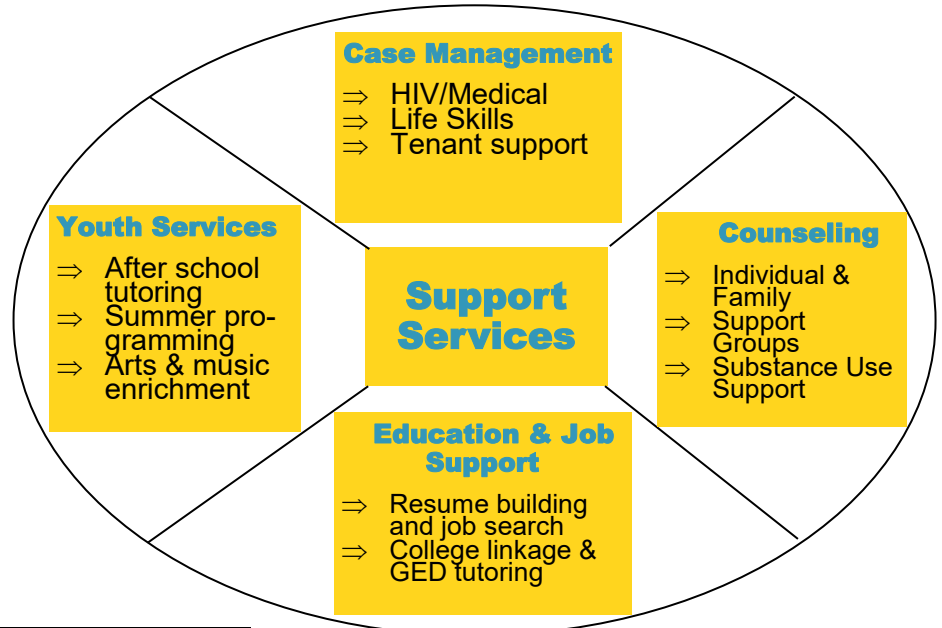 Case Management
⇒ HIV/Medical
⇒ Life Skills
⇒ Tenant support
Youth Services
⇒ After school
tutoring
⇒ Summer pro-
gramming
⇒ Arts & music
enrichment
Support
Services
Counseling
⇒ Individual &
Family
⇒ Support
Groups
⇒ Substance Use
Support
Education & Job
Support
⇒ Resume building
and job search
⇒ College linkage &
GED tutoring